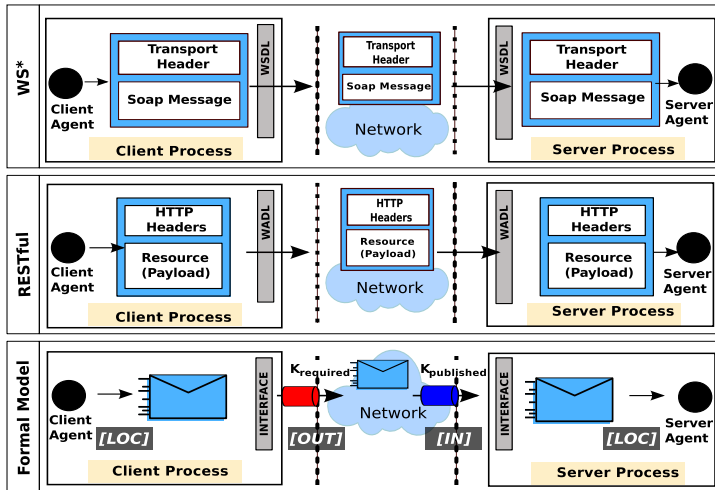 WS*
Client
Agent
Transport
Header
Soap Message
WSDL
Client Process
Transport
Header
Soap Message
Network
WSDL
Transport
Header
Soap Message
Server
Agent
Server Process
RESTful
Client
Agent
HTTP
Headers
Resource
(Payload)
WADL
Client Process
HTTP
Headers
Resource
(Payload)
Network
WADL
HTTP
Headers
Resource
(Payload)
Server
Agent
Server Process
Formal Model
Client
Agent
[LOC]
INTERFACE
Client Process
Krequired
[OUT]
Network
Kpublished
[IN]
INTERFACE
[LOC]
Server
Agent
Server Process